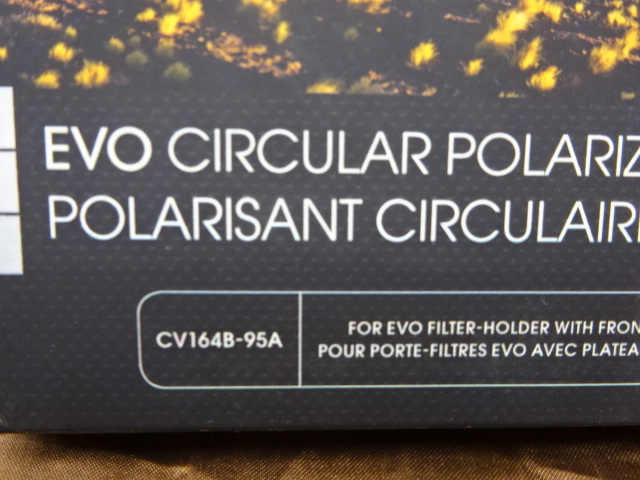 EVO CIRCULAR POLARIZ
POLARISANT CIRCULAIR
CV164B-95A
FOR EVO FILTER-HOLDER WITH FRON
POUR PORTE-FILTRES EVO AVEC PLATEA